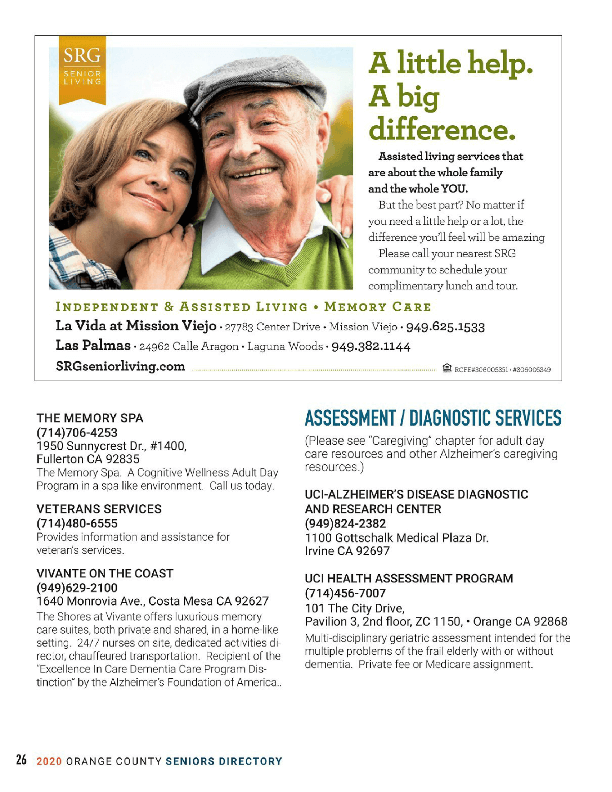 SRG
SENIOR
LIVING
A little help.
A big
difference.
Assisted living services that
are about the whole family
and the whole YOU.
But the best part? No matter if
you need a little help or a lot, the
difference you'll feel will be amazing
Please call your nearest SRG
community to schedule your
complimentary lunch and tour.
INDEPENDENT & ASSISTED LIVING • MEMORY CARE
La Vida at Mission Viejo • 27783 Center Drive • Mission Viejo • 949.625.1533
Las Palmas • 24962 Calle Aragon • Laguna Woods • 949.382.1144
SRGseniorliving.com
RCFE#306005351 • #306005349
THE MEMORY SPA
(714)706-4253
1950 Sunnycrest Dr., #1400,
Fullerton CA 92835
The Memory Spa. A Cognitive Wellness Adult Day
Program in a spa like environment. Call us today.
VETERANS SERVICES
(714)480-6555
Provides information and assistance for
veteran's services.
VIVANTE ON THE COAST
(949)629-2100
1640 Monrovia Ave., Costa Mesa CA 92627
The Shores at Vivante offers luxurious memory
care suites, both private and shared, in a home-like
setting. 24/7 nurses on site, dedicated activities di-
rector, chauffeured transportation. Recipient of the
"Excellence In Care Dementia Care Program Dis-
tinction" by the Alzheimer's Foundation of America..
ASSESSMENT / DIAGNOSTIC SERVICES
(Please see "Caregiving" chapter for adult day
care resources and other Alzheimer's caregiving
resources.)
UCI-ALZHEIMER'S DISEASE DIAGNOSTIC
AND RESEARCH CENTER
(949)824-2382
1100 Gottschalk Medical Plaza Dr.
Irvine CA 92697
UCI HEALTH ASSESSMENT PROGRAM
(714)456-7007
101 The City Drive,
Pavilion 3, 2nd floor, ZC 1150, • Orange CA 92868
Multi-disciplinary geriatric assessment intended for the
multiple problems of the frail elderly with or without
dementia. Private fee or Medicare assignment.
26 2020 ORANGE COUNTY SENIORS DIRECTORY